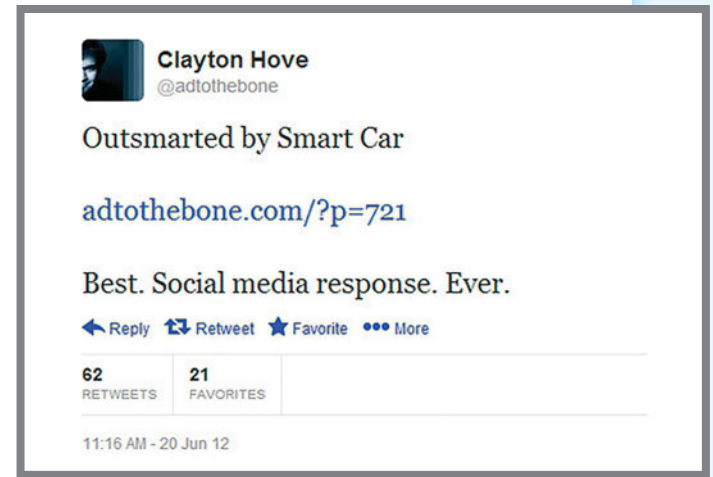 Clayton Hove
@adtothebone
Outsmarted by Smart Car
adtothebone.com/?p=721
Best. Social media response. Ever.
Reply Retweet Favorite More
62 21
RETWEETS FAVORITES
11:16 AM - 20 Jun 12